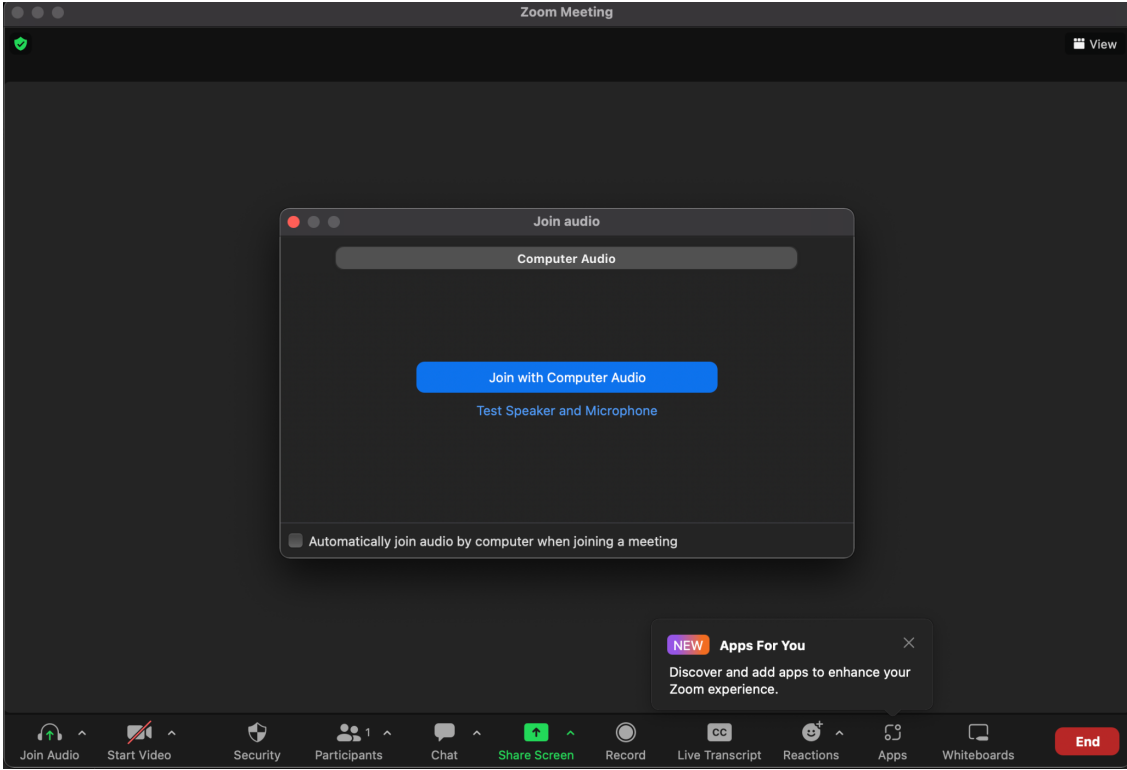 Zoom Meeting
View
Join audio
Computer Audio
Join with Computer Audio
Test Speaker and Microphone
Automatically join audio by computer when joining a meeting
NEW Apps For You
Discover and add apps to enhance your
Zoom experience.
Join Audio
Start Video
Security
1
Participants
Chat
Share Screen
Record
CC
Live Transcript
Reactions
Apps
Whiteboards
End